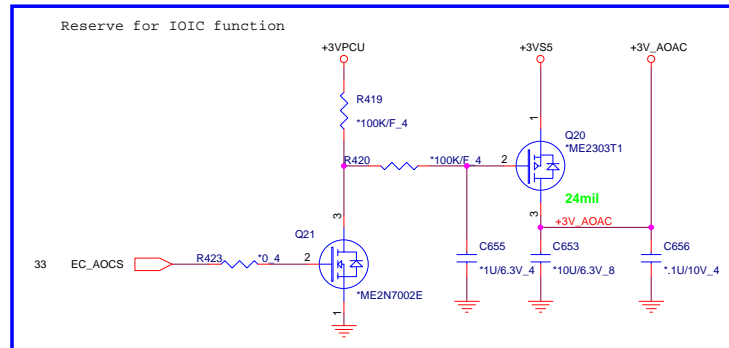 Reserve for IOIC function
+3VPCU
+3VS5
+3V_AOAC
R419
*100K/F_4
1
Q20
*ME2303T1
R420
*100K/F_4
2
24mil
3
3
+3V_AOAC
Q21
C655
C653
C656
33
EC_AOCS
R423
*0_4
2
*1U/6.3V_4
*10U/6.3V_8
*.1U/10V_4
*ME2N7002E
1